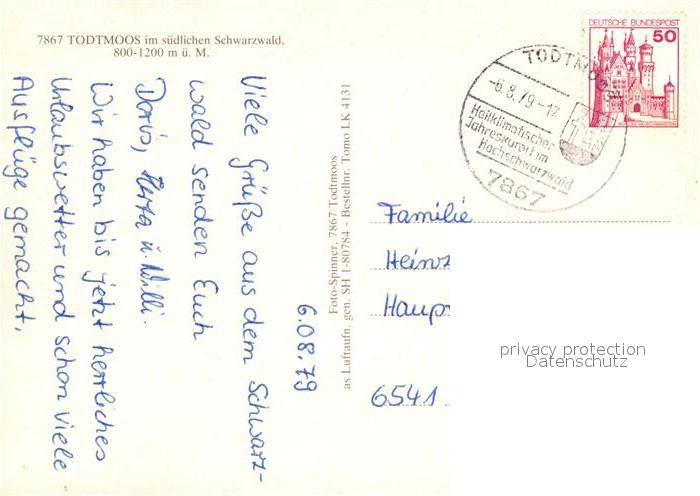 7867 TODTMOOS im südlichen Schwarzwald,
800-1200 m ü. M.
6.08.79
Viele Grüße aus dem Schwarz-
wald senden Euch
Doris, Herta u. Willi.
Wir haben bis jetzt herrliches
Urlaubswetter und schon viele
Ausflüge gemacht.
Foto-Spinner, 7867 Todtmoos
as Luftaufn. gen. SH 1-80784 - Bestellnr. Tomo LK 4131
DEUTSCHE BUNDESPOST
50
TODTMOOS
-6.8.79-17
Heilklimatischer
Jahreskurort im
Hochschwarzwald
7867
Familie
Heinz
Haup
6541
privacy protection
Datenschutz